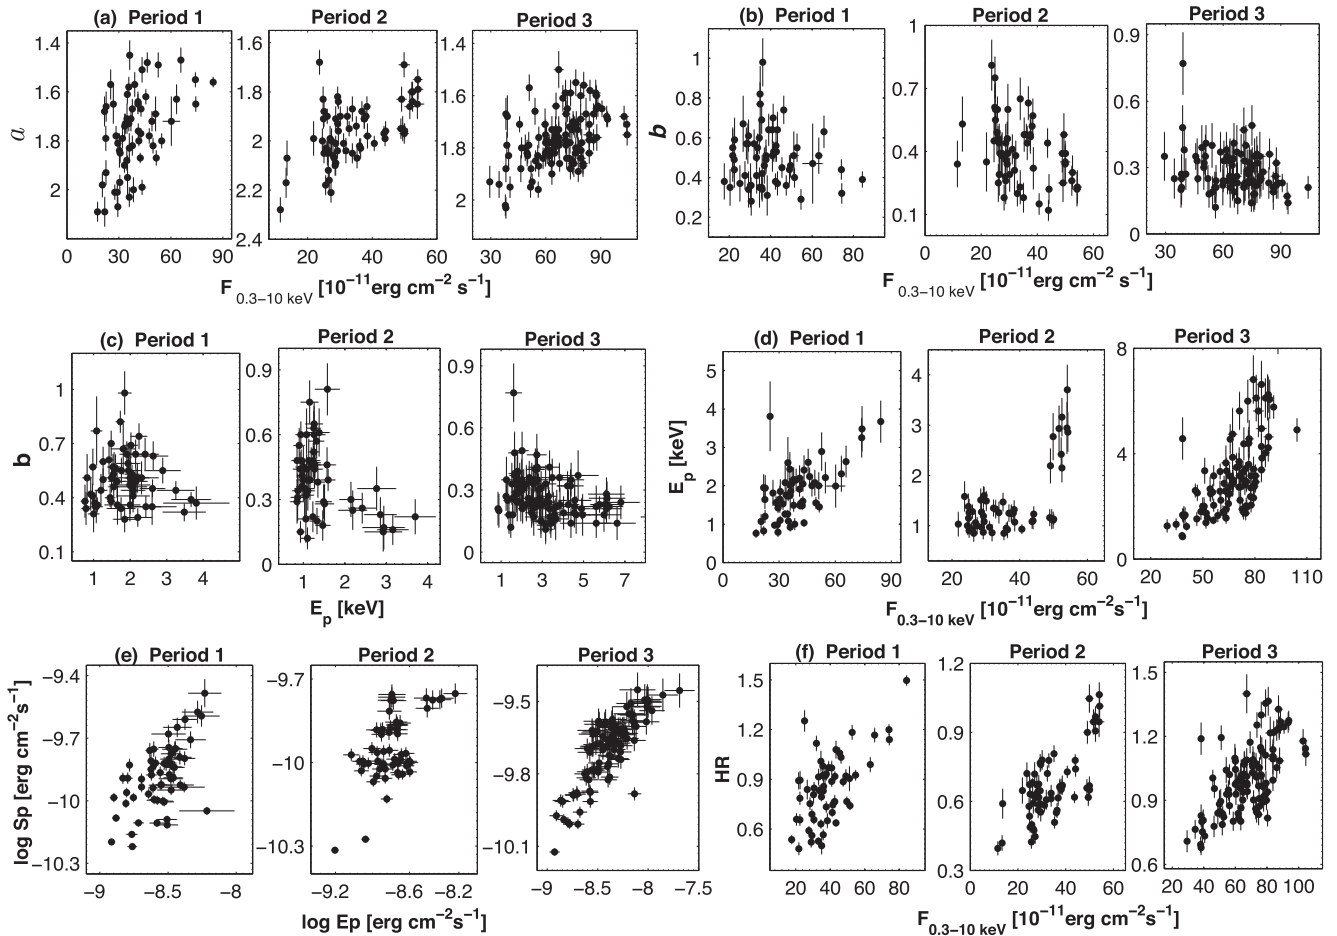 (a) Period 1 Period 2 Period 3
a
1.4 1.6 1.8 2
0 30 60 90
1.6 1.8 2 2.2 2.4
20 40 60
1.4 1.6 1.8 2
30 60 90
F 0.3−10 keV [10−11erg cm−2 s−1]
(b) Period 1 Period 2 Period 3
b
1 0.8 0.6 0.4 0.2
20 40 60 80
1 0.7 0.4 0.1
0 20 40 60
0.9 0.6 0.3 0
30 60 90
F 0.3−10 keV [10−11erg cm−2 s−1]
(c) Period 1 Period 2 Period 3
b
1 0.7 0.4 0.1
1 2 3 4
0.9 0.6 0.3 0
1 2 3 4
0.9 0.6 0.3 0
1 3 5 7
Ep [keV]
(d) Period 1 Period 2 Period 3
Ep [keV]
5 4 3 2 1 0
0 30 60 90
4 3 2 1
20 40 60
8 4 0
20 50 80 110
F0.3−10 keV [10−11erg cm−2s−1]
(e) Period 1 Period 2 Period 3
log Sp [erg cm−2s−1]
−9.4 −9.7 −10 −10.3
−9 −8.5 −8
−9.7 −10 −10.3
−9.2 −8.6 −8.2
−9.5 −9.8 −10.1
−9 −8.5 −8 −7.5
log Ep [erg cm−2s−1]
(f) Period 1 Period 2 Period 3
HR
1.5 1.2 0.9 0.6
20 40 60 80
1.2 0.9 0.6 0.3
0 20 40 60
1.5 1.2 0.9 0.6
20 40 60 80 100
F0.3−10 keV [10−11erg cm−2s−1]